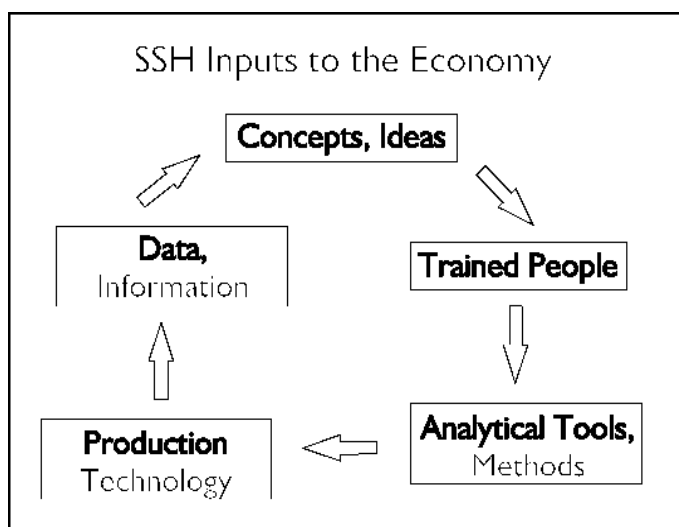 SSH Inputs to the Economy
Concepts, Ideas
Data,
Information
Trained People
Production
Technology
Analytical Tools,
Methods